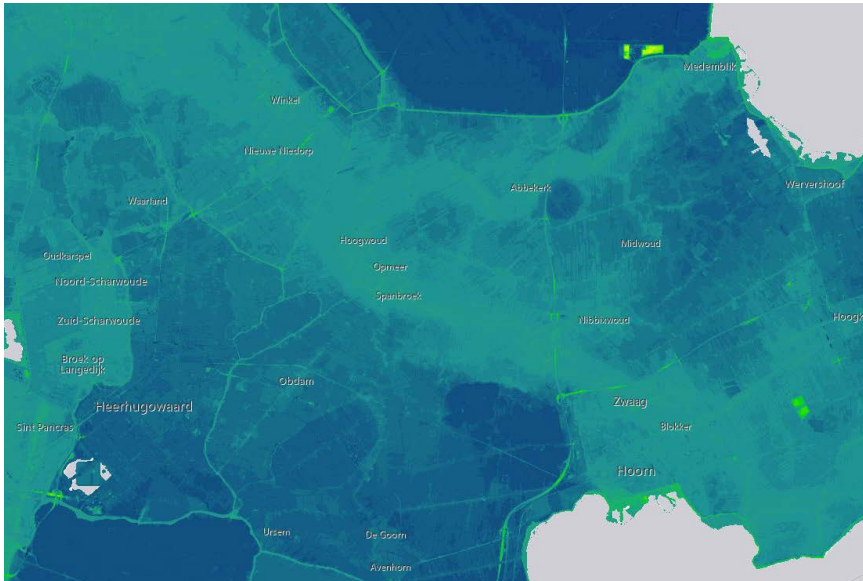 Medemblik
Winkel
Nieuwe Niedorp
Wervershoof
Abbekerk
Waarland
Hoogwoud
Midwoud
Oudkarspel
Opmeer
Noord-Scharwoude
Spanbroek
Zuid-Scharwoude
Nibbixwoud
Hoogk
Broek op
Langedijk
Obdam
Heerhugowaard
Zwaag
Sint Pancras
Blokker
Hoorn
Ursem
De Goorn
Avenhorn